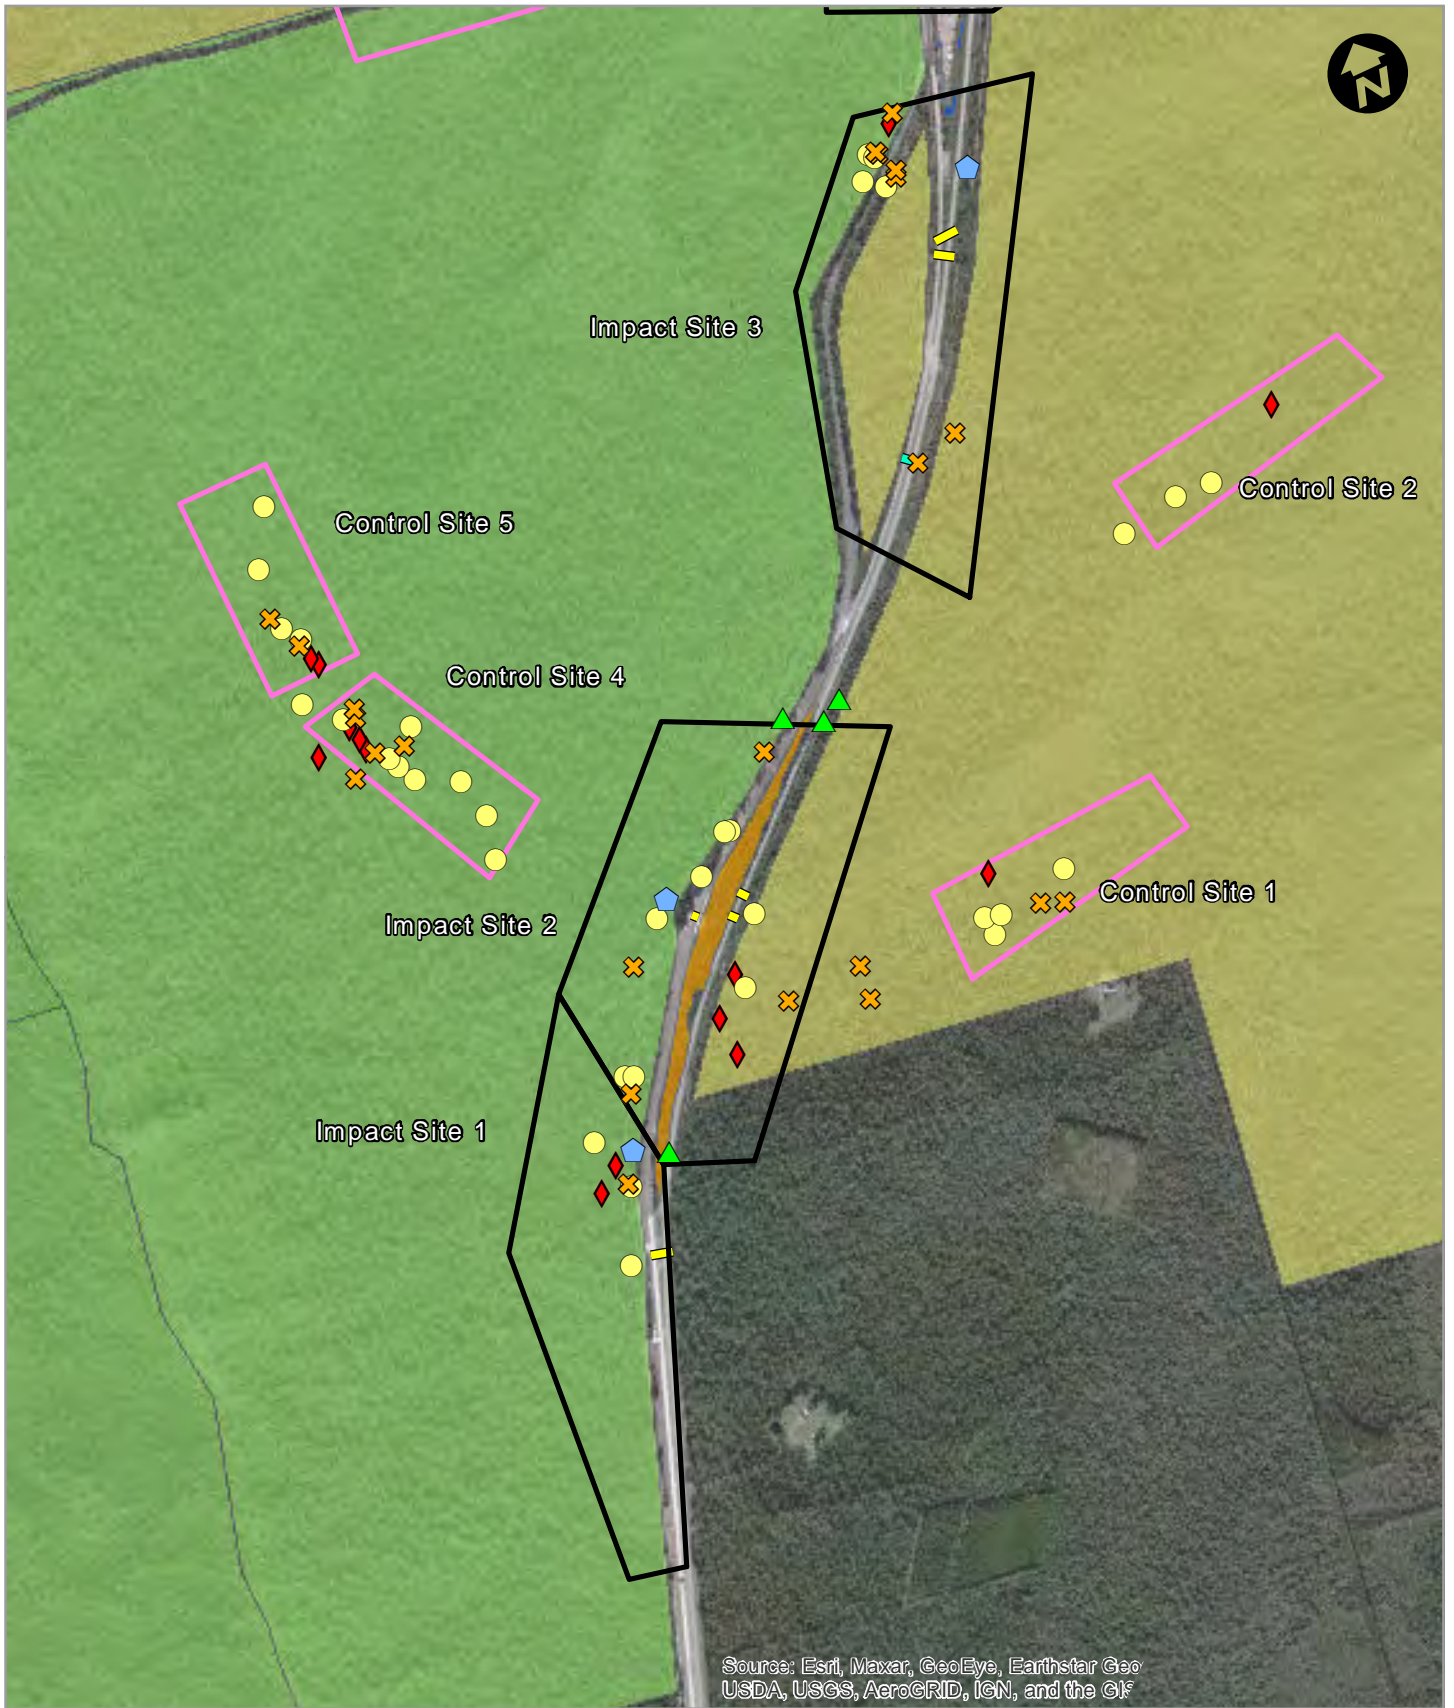 N
Impact Site 3
Control Site 2
Control Site 5
Control Site 4
Control Site 1
Impact Site 2
Impact Site 1
Source: Esri, Maxar, GeoEye, Earthstar Geo
USDA, USGS, AeroGRID, IGN, and the GIS